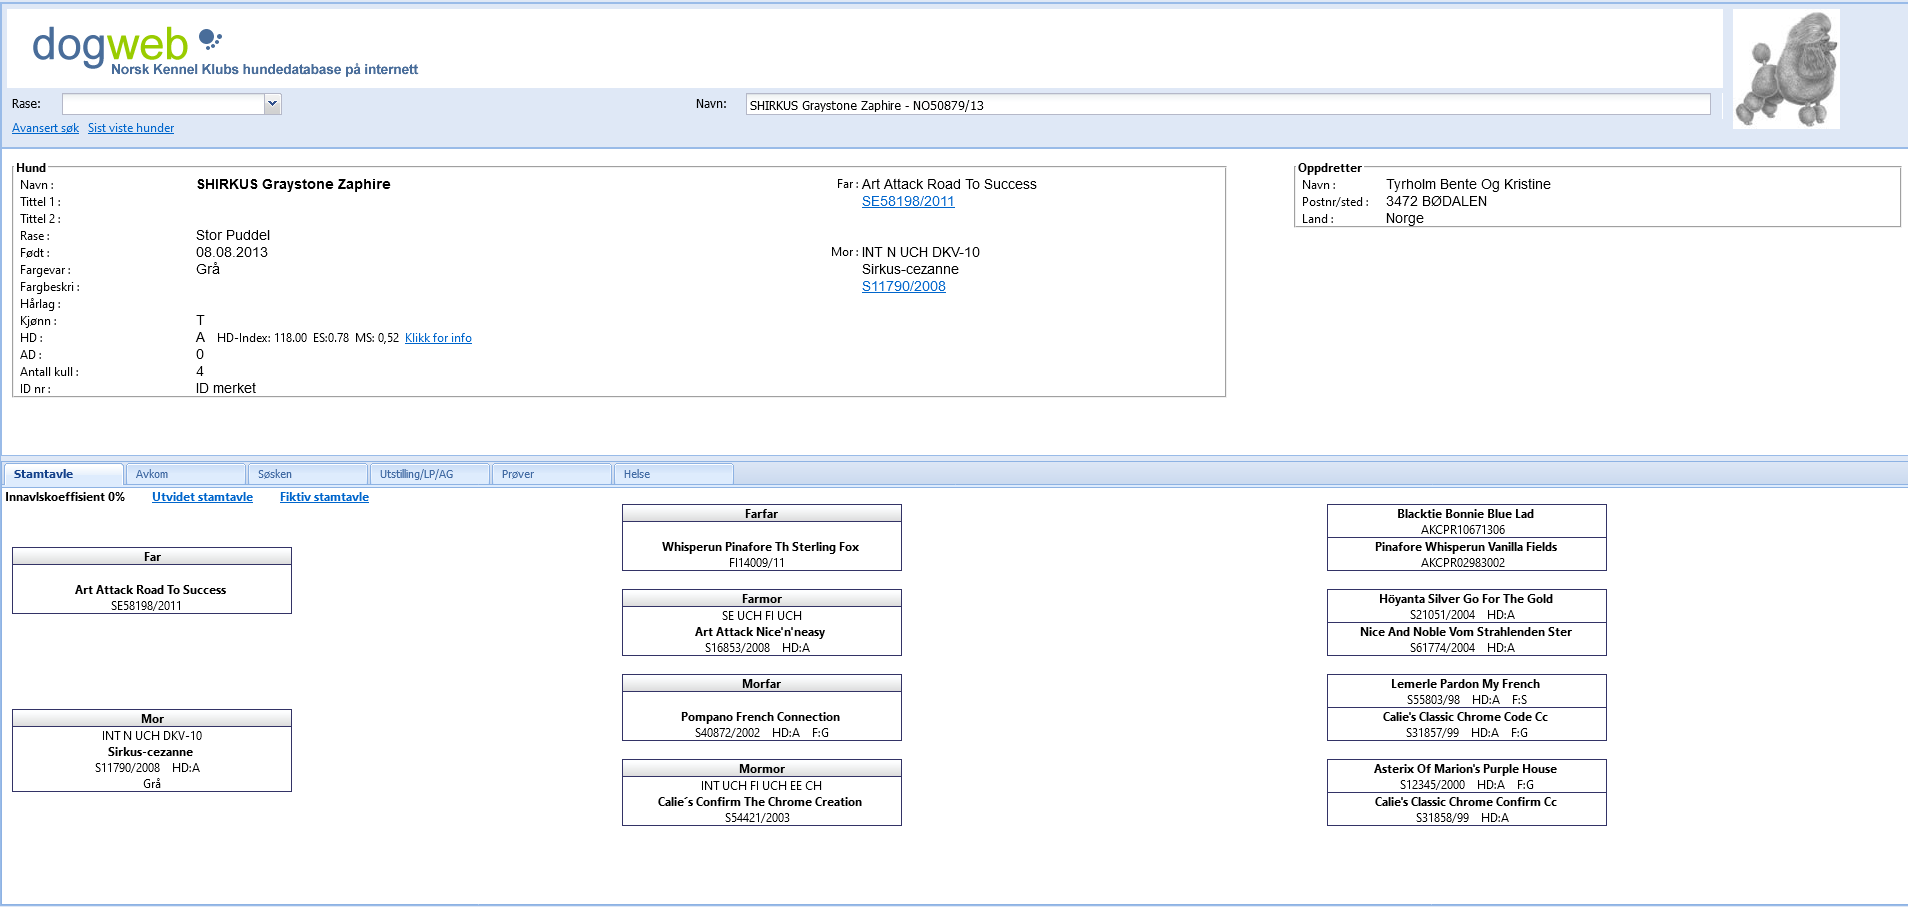 dogweb
Norsk Kennel Klubs hundedatabase på internett
Rase:
Navn: SHIRKUS Graystone Zaphire - NO50879/13
Avansert søk Sist viste hunder
Hund
Navn : SHIRKUS Graystone Zaphire
Tittel 1 :
Tittel 2 :
Rase : Stor Puddel
Født : 08.08.2013
Fargevar : Grå
Fargbeskri :
Hårlag :
Kjønn : T
HD : A HD-Index: 118.00 ES:0.78 MS: 0,52 Klikk for info
AD : 0
Antall kull : 4
ID nr : ID merket
Far : Art Attack Road To Success
SE58198/2011
Mor : INT N UCH DKV-10
Sirkus-cezanne
S11790/2008
Oppdretter
Navn : Tyrholm Bente Og Kristine
Postnr/sted : 3472 BØDALEN
Land : Norge
Stamtavle Avkom Søsken Utstilling/LP/AG Prøver Helse
Innavlskoeffisient 0% Utvidet stamtavle Fiktiv stamtavle
Far
Art Attack Road To Success
SE58198/2011
Mor
INT N UCH DKV-10
Sirkus-cezanne
S11790/2008 HD:A
Grå
Farfar
Whisperun Pinafore Th Sterling Fox
FI14009/11
Farmor
SE UCH FI UCH
Art Attack Nice'n'neasy
S16853/2008 HD:A
Morfar
Pompano French Connection
S40872/2002 HD:A F:G
Mormor
INT UCH FI UCH EE CH
Calie´s Confirm The Chrome Creation
S54421/2003
Blacktie Bonnie Blue Lad
AKCPR10671306
Pinafore Whisperun Vanilla Fields
AKCPR02983002
Höyanta Silver Go For The Gold
S21051/2004 HD:A
Nice And Noble Vom Strahlenden Ster
S61774/2004 HD:A
Lemerle Pardon My French
S55803/98 HD:A F:S
Calie's Classic Chrome Code Cc
S31857/99 HD:A F:G
Asterix Of Marion's Purple House
S12345/2000 HD:A F:G
Calie's Classic Chrome Confirm Cc
S31858/99 HD:A